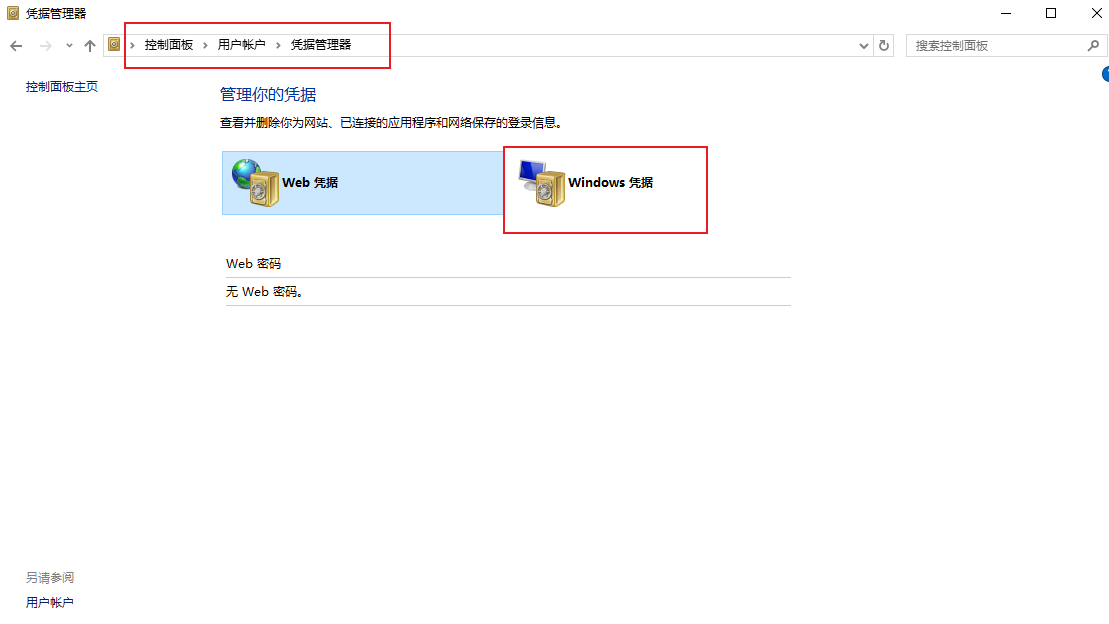 凭据管理器
控制面板 > 用户帐户 > 凭据管理器
搜索控制面板
控制面板主页
管理你的凭据
查看并删除你为网站、已连接的应用程序和网络保存的登录信息。
Web 凭据
Windows 凭据
Web 密码
无 Web 密码。
另请参阅
用户帐户